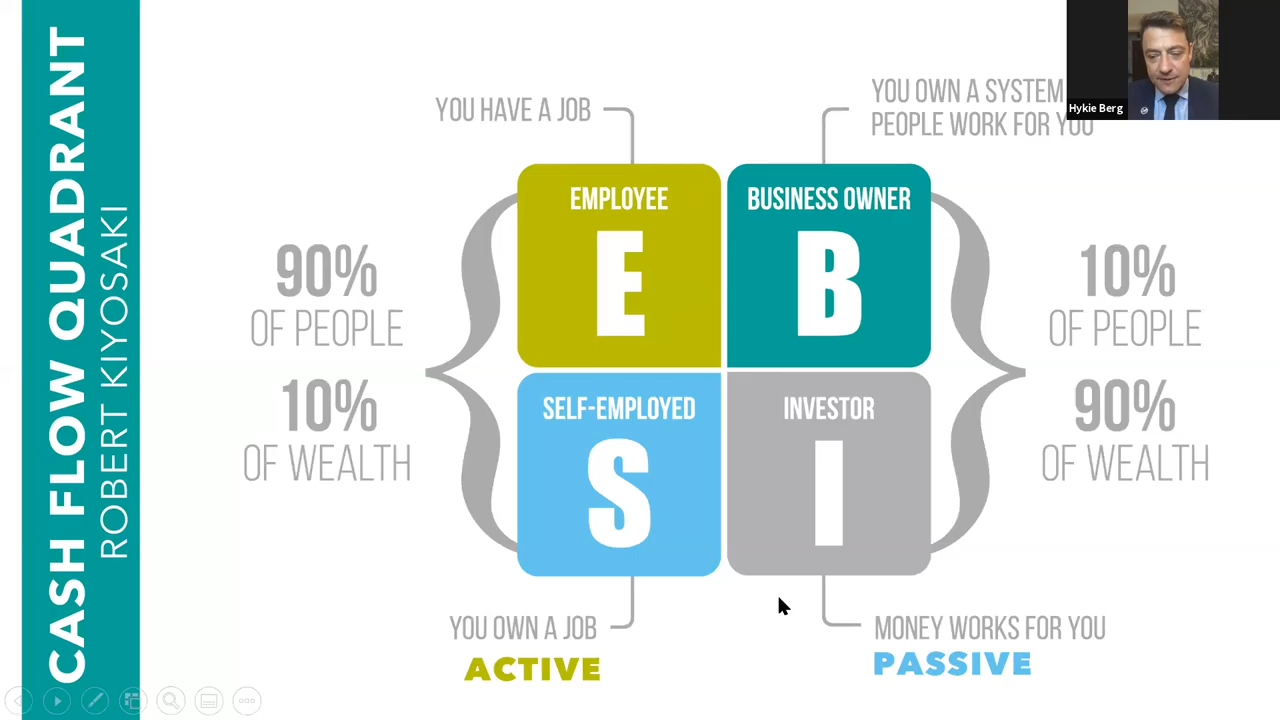 CASH FLOW QUADRANT
ROBERT KIYOSAKI
Hykie Berg
YOU HAVE A JOB
YOU OWN A SYSTEM
PEOPLE WORK FOR YOU
EMPLOYEE
E
BUSINESS OWNER
B
90%
OF PEOPLE
10%
OF WEALTH
10%
OF PEOPLE
90%
OF WEALTH
SELF-EMPLOYED
S
INVESTOR
I
YOU OWN A JOB
ACTIVE
MONEY WORKS FOR YOU
PASSIVE